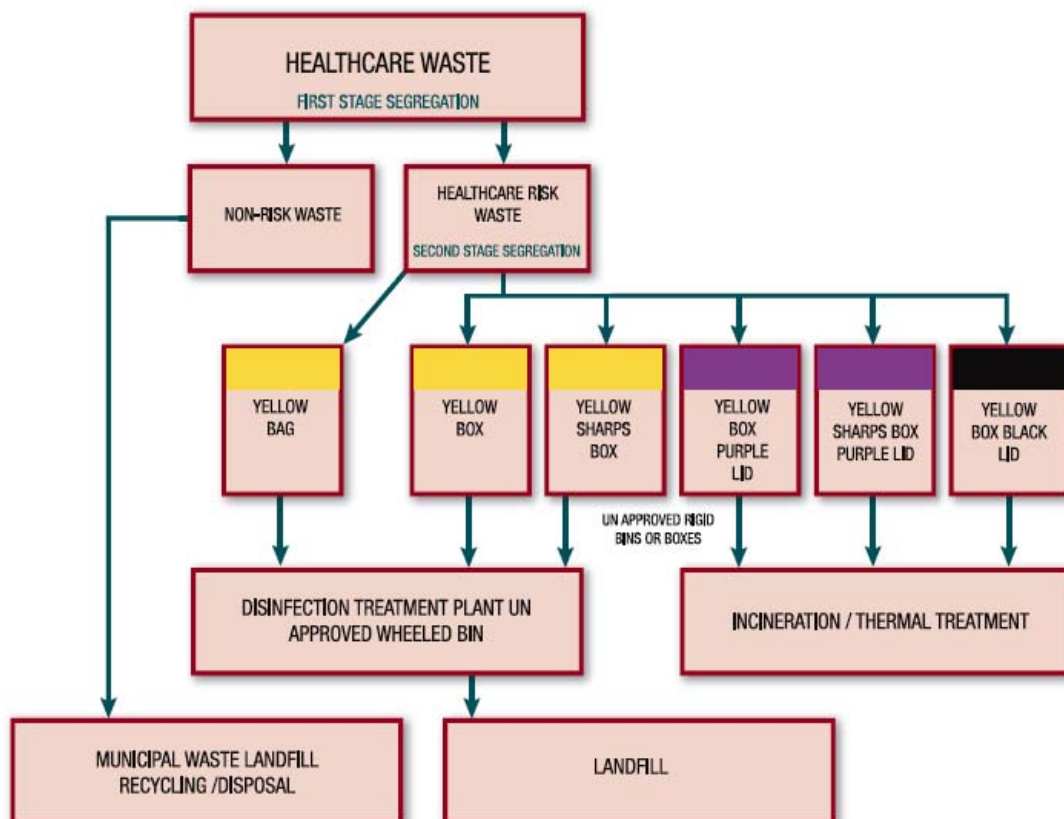 HEALTHCARE WASTE
FIRST STAGE SEGREGATION
NON-RISK WASTE
HEALTHCARE RISK
WASTE
SECOND STAGE SEGREGATION
YELLOW
BAG
YELLOW
BOX
YELLOW
SHARPS
BOX
YELLOW
BOX
PURPLE
LID
YELLOW
SHARPS BOX
PURPLE LID
YELLOW
BOX BLACK
LID
UN APPROVED RIGID
BINS OR BOXES
DISINFECTION TREATMENT PLANT UN
APPROVED WHEELED BIN
INCINERATION / THERMAL TREATMENT
MUNICIPAL WASTE LANDFILL
RECYCLING /DISPOSAL
LANDFILL